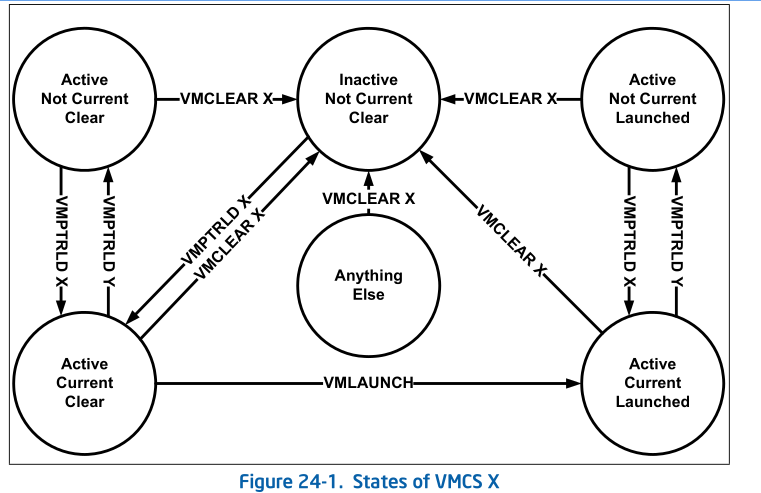 Active
Not Current
Clear
VMCLEAR X
Inactive
Not Current
Clear
VMCLEAR X
Active
Not Current
Launched
VMPTRLD X
VMPTRLD Y
VMPTRLD X
VMCLEAR X
VMCLEAR X
Anything
Else
VMCLEAR X
VMPTRLD X
VMPTRLD Y
Active
Current
Clear
VMLAUNCH
Active
Current
Launched
Figure 24-1. States of VMCS X